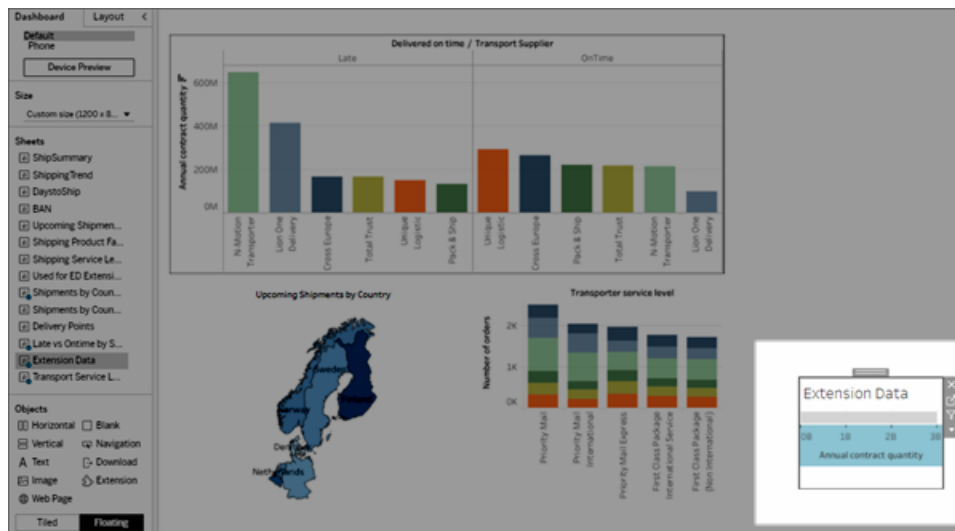 Dashboard Layout <
Default
Phone
Device Preview
Size
Custom size (1200 x 8...
Sheets
ShipSummary
ShippingTrend
DaystoShip
BAN
Upcoming Shipmen...
Shipping Product Fa...
Shipping Service Le...
Used for ED Extensi...
Shipments by Coun...
Shipments by Coun...
Delivery Points
Late vs Ontime by S...
Extension Data
Transport Service L...
Objects
Horizontal Blank
Vertical Navigation
Text Download
Image Extension
Web Page
Tiled Floating
Delivered on time / Transport Supplier
Late OnTime
Annual contract quantity
600M
400M
200M
0M
N-Motion
Transporter
Lion One
Delivery
Cross Europe
Total Trust
Unique
Logistic
Pack & Ship
Unique
Logistic
Cross Europe
Pack & Ship
Total Trust
N-Motion
Transporter
Lion One
Delivery
Upcoming Shipments by Country
Sweden
Norway
Netherlands
Transporter service level
Number of orders
2K
1K
0K
Priority Mail
Priority Mail
International
Priority Mail Express
First Class Package
International Service
First Class Package
(Non International)
Extension Data
0B 1B 2B 3B
Annual contract quantity